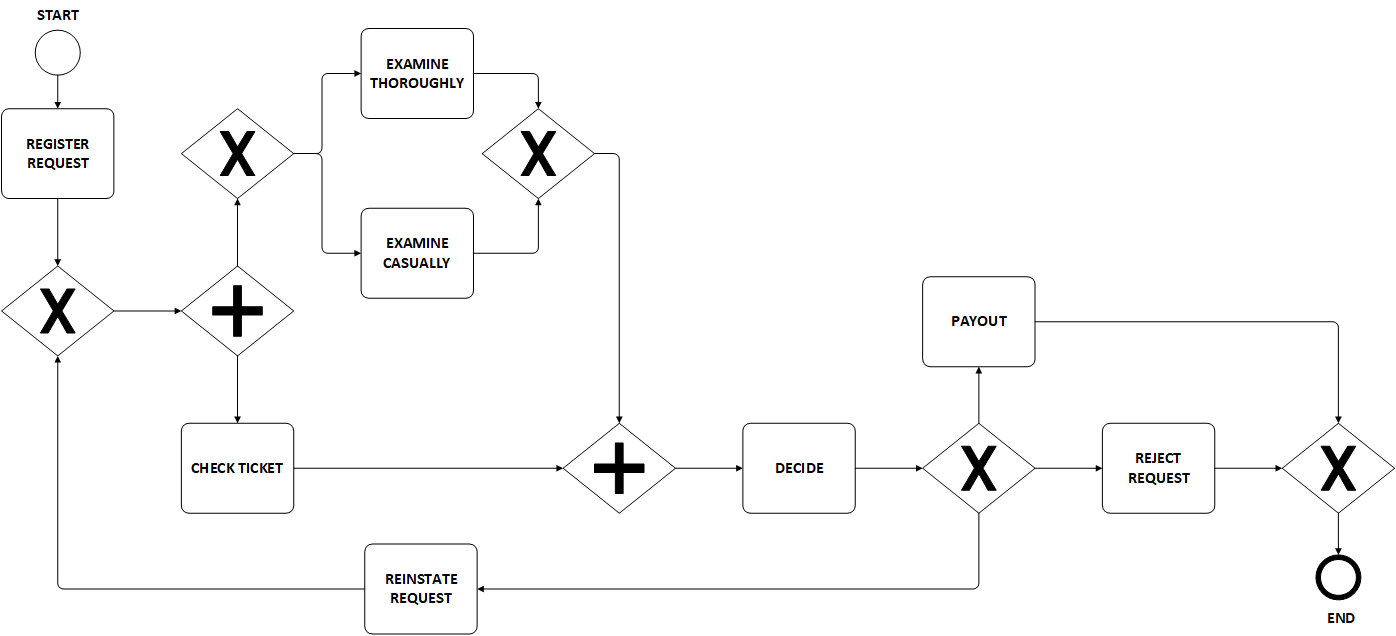 START
REGISTER
REQUEST
X
X
EXAMINE
THOROUGHLY
EXAMINE
CASUALLY
X
+
CHECK TICKET
+
DECIDE
X
PAYOUT
REJECT
REQUEST
X
REINSTATE
REQUEST
END